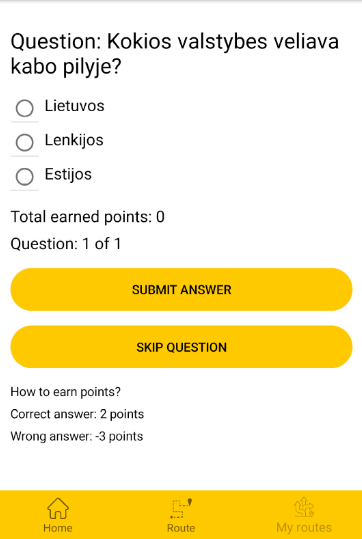 Question: Kokios valstybes veliava
kabo pilyje?
Lietuvos
Lenkijos
Estijos
Total earned points: 0
Question: 1 of 1
SUBMIT ANSWER
SKIP QUESTION
How to earn points?
Correct answer: 2 points
Wrong answer: -3 points
Home
Route
My routes